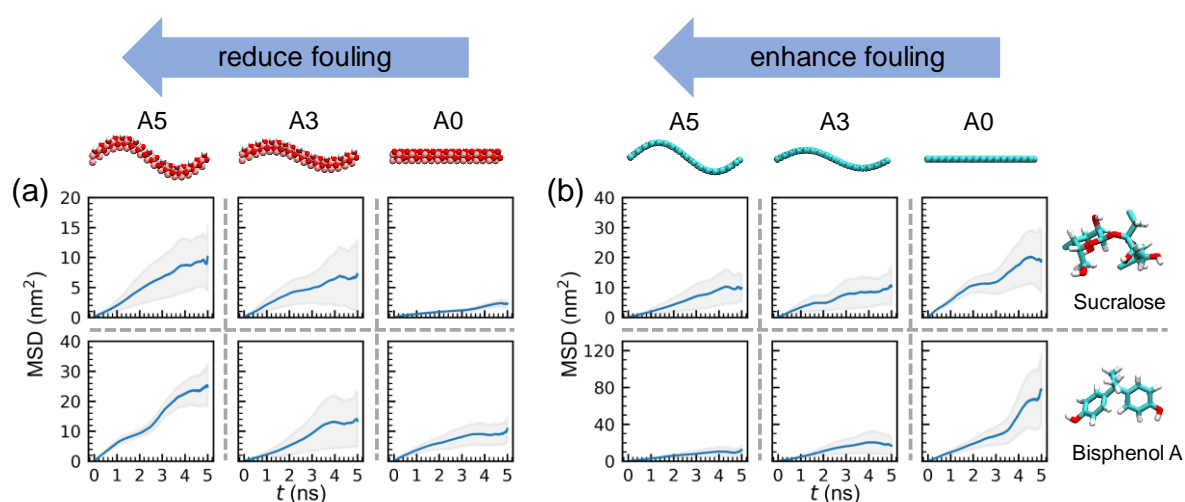 reduce fouling
enhance fouling
A5 A3 A0
A5 A3 A0
(a)
20
15
10
5
0
MSD (nm²)
40
30
20
10
0
0 1 2 3 4 5
0 1 2 3 4 5
0 1 2 3 4 5
t (ns)
(b)
40
30
20
10
0
MSD (nm²)
120
80
40
0
0 1 2 3 4 5
0 1 2 3 4 5
0 1 2 3 4 5
t (ns)
Sucralose
Bisphenol A